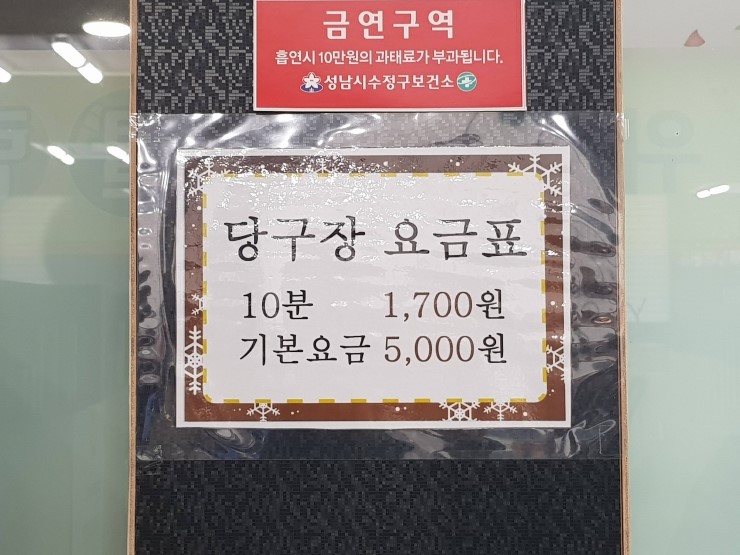 금연구역
흡연시 10만원의 과태료가 부과됩니다.
성남시수정구보건소
당구장 요금표
10분 1,700원
기본요금 5,000원